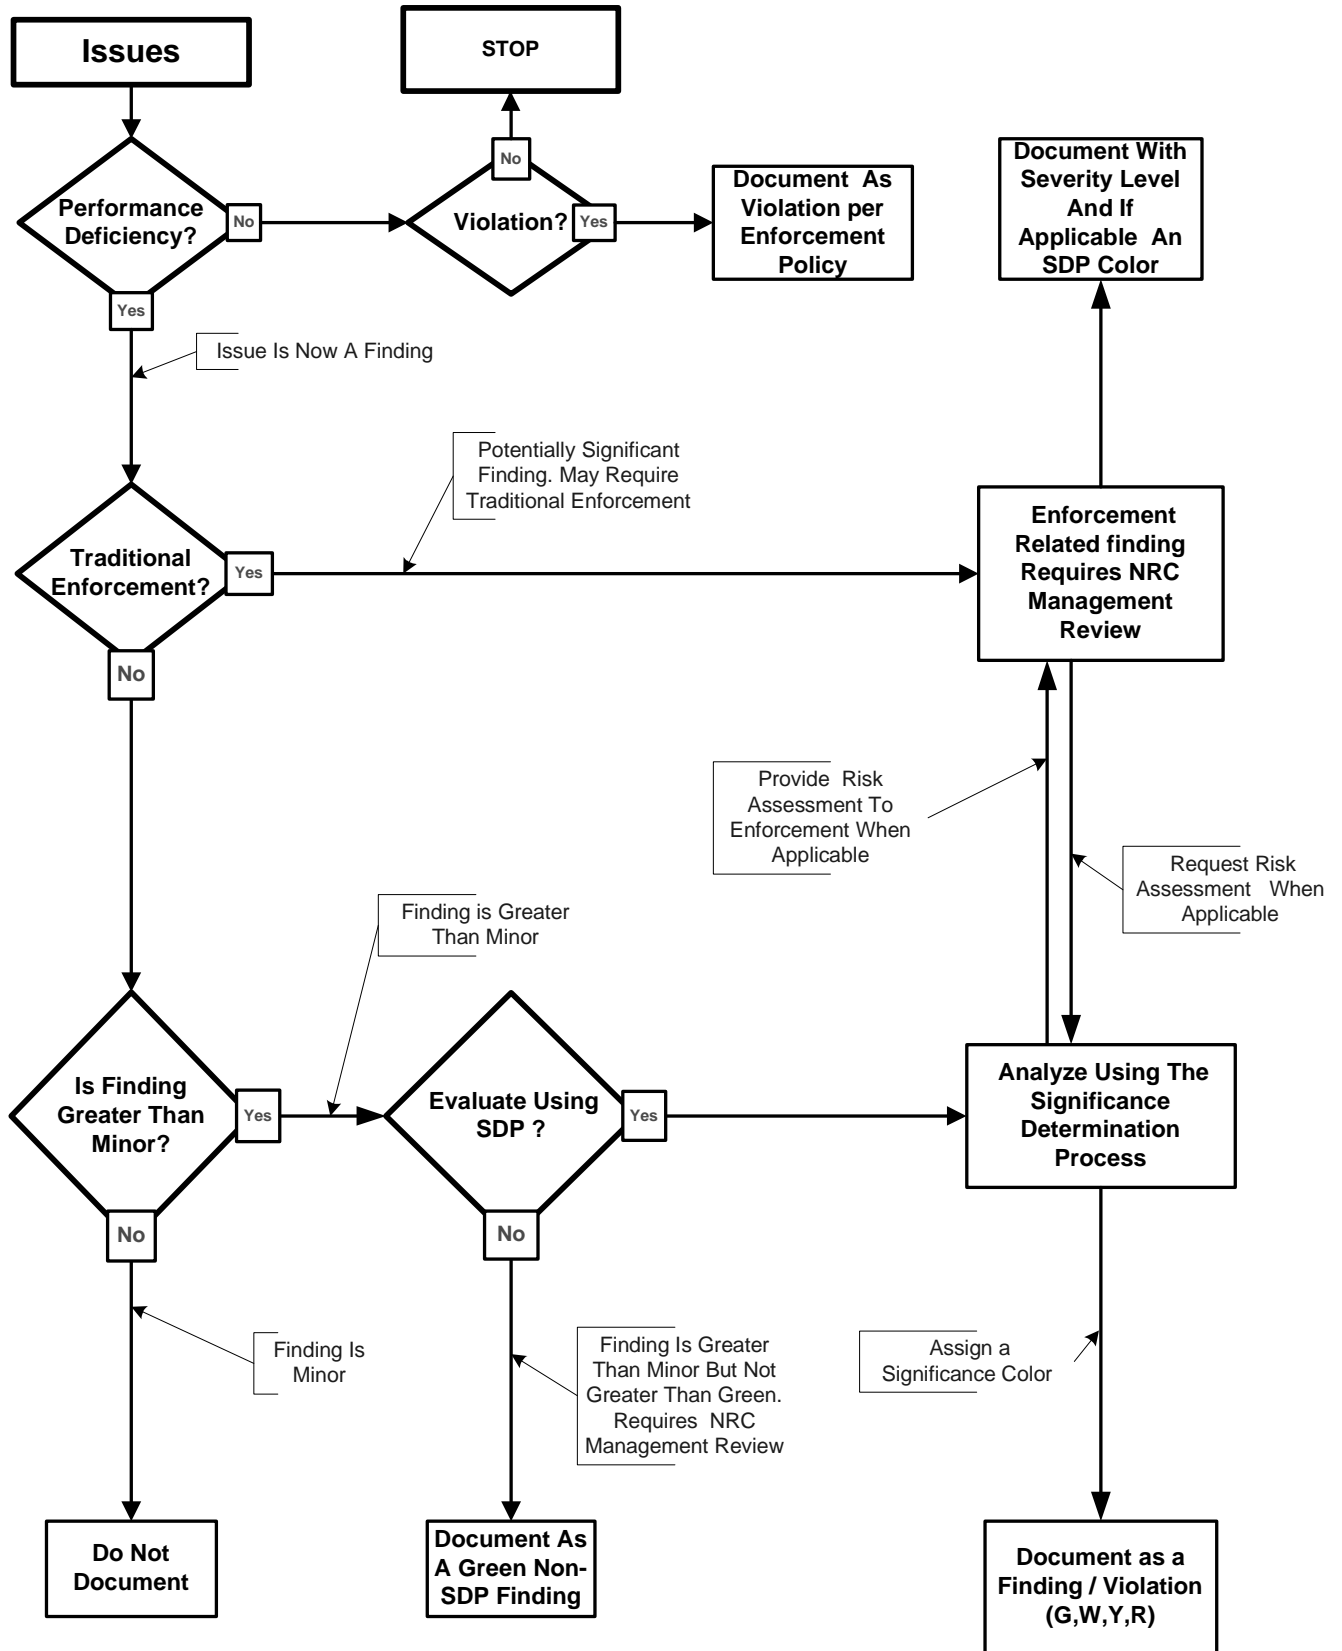 Issues
STOP
Performance
Deficiency?
No
Yes
Violation?
No
Yes
Document As
Violation per
Enforcement
Policy
Document With
Severity Level
And If
Applicable An
SDP Color
Issue Is Now A Finding
Potentially Significant
Finding. May Require
Traditional Enforcement
Traditional
Enforcement?
Yes
No
Enforcement
Related finding
Requires NRC
Management
Review
Provide Risk
Assessment To
Enforcement When
Applicable
Request Risk
Assessment When
Applicable
Finding is Greater
Than Minor
Is Finding
Greater Than
Minor?
Yes
No
Evaluate Using
SDP ?
Yes
No
Analyze Using The
Significance
Determination
Process
Finding Is
Minor
Finding Is Greater
Than Minor But Not
Greater Than Green.
Requires NRC
Management Review
Assign a
Significance Color
Do Not
Document
Document As
A Green Non-
SDP Finding
Document as a
Finding / Violation
(G,W,Y,R)